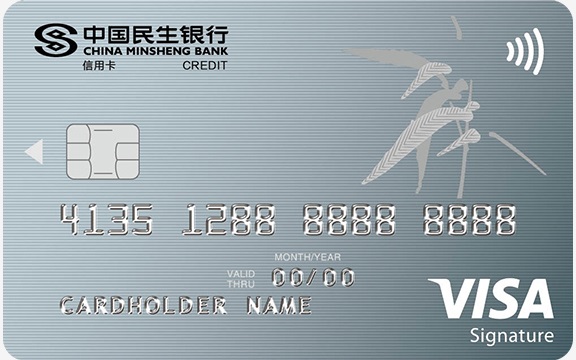 中国民生银行
CHINA MINSHENG BANK
信用卡 CREDIT
4135 1288 8888 8888
MONTH/YEAR
VALID THRU 00/00
CARDHOLDER NAME
VISA
Signature